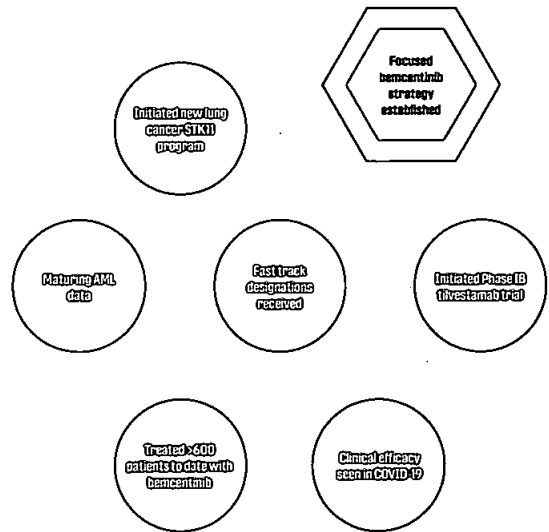 Focused
bemcentinib
strategy
established
Initiated new lung
cancer STK11
program
Maturing AML
data
Fast track
designations
received
Initiated Phase IB
tilvestamab trial
Treated >600
patients to date with
bemcentinib
Clinical efficacy
seen in COVID-19